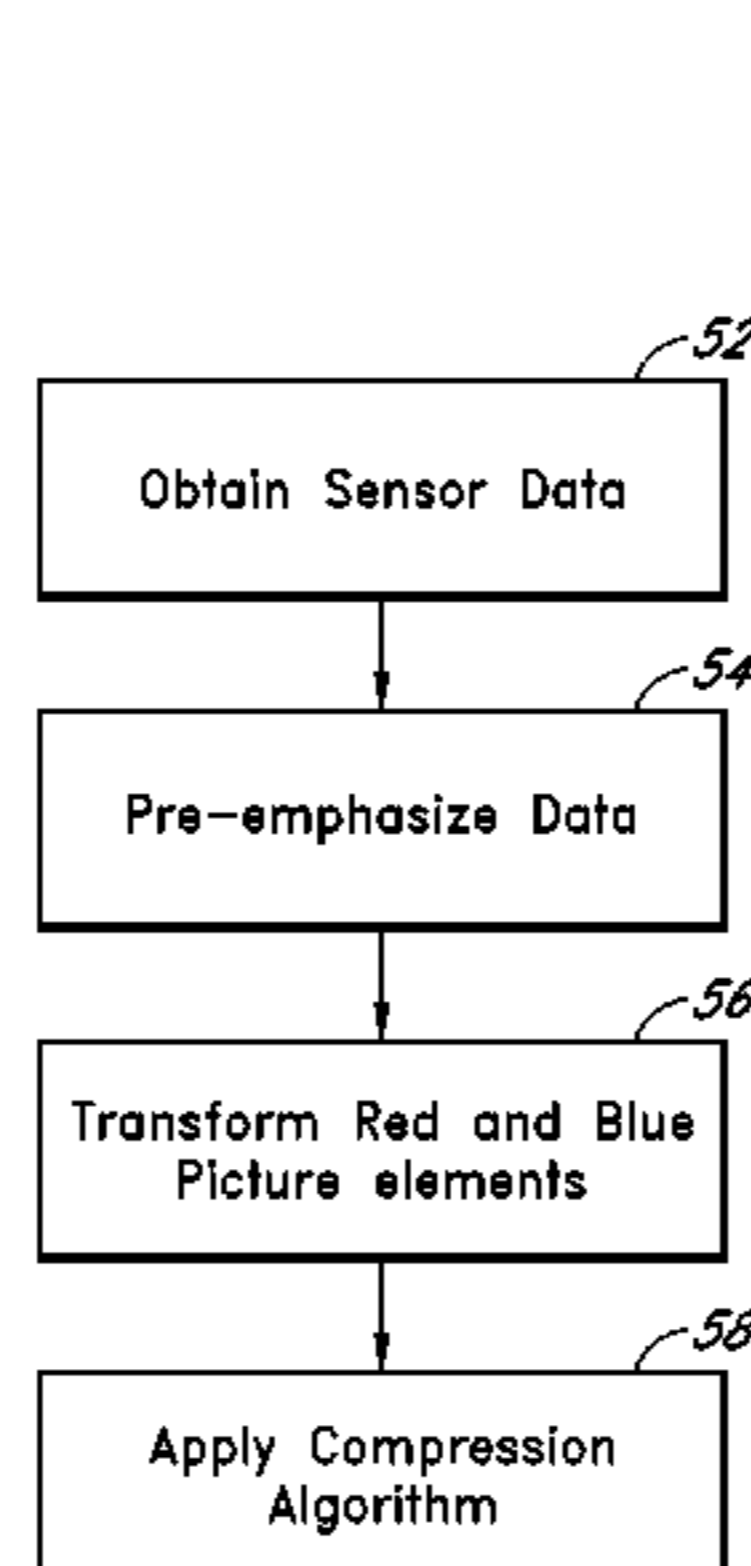 52
Obtain Sensor Data
54
Pre-emphasize Data
56
Transform Red and Blue
Picture elements
58
Apply Compression
Algorithm